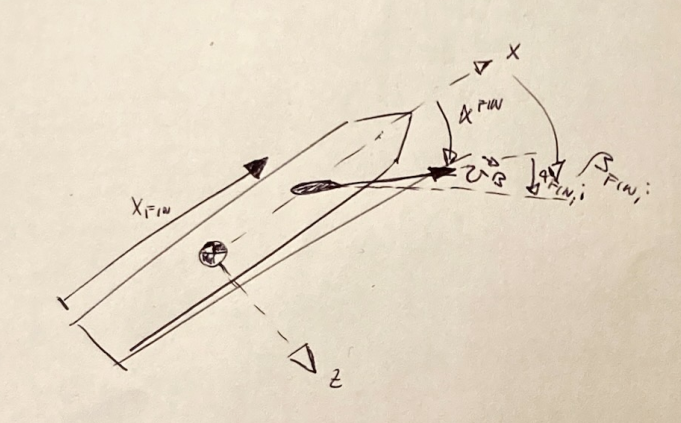 X
α^FIN
v_B
α_FIN,i
β_FIN,i
X_FIN
z